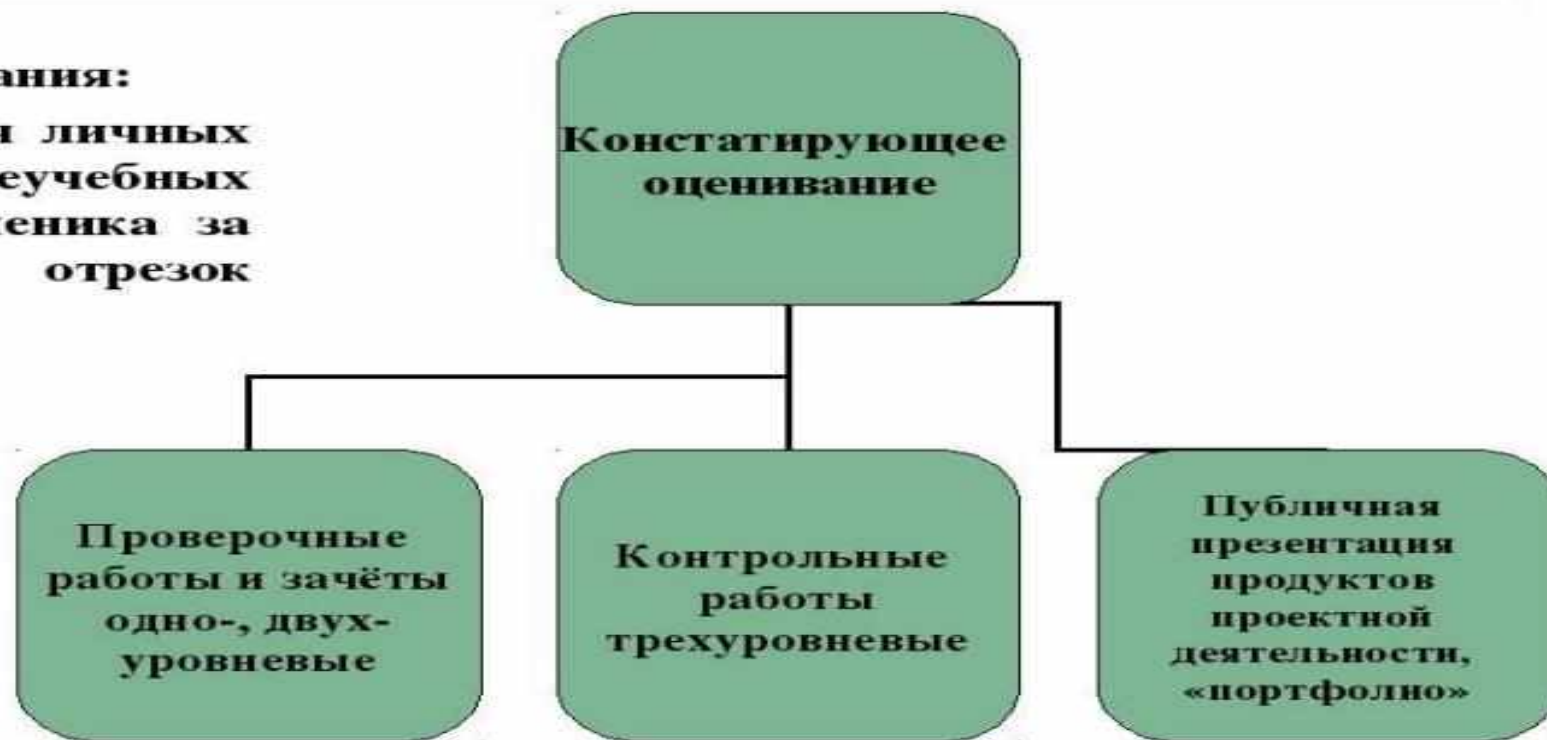 ания:
я личных
еучебных
еника за
отрезок
Констатирующее
оценивание
Проверочные
работы и зачёты
одно-, двух-
уровневые
Контрольные
работы
трехуровневые
Публичная
презентация
продуктов
проектной
деятельности,
«портфолио»